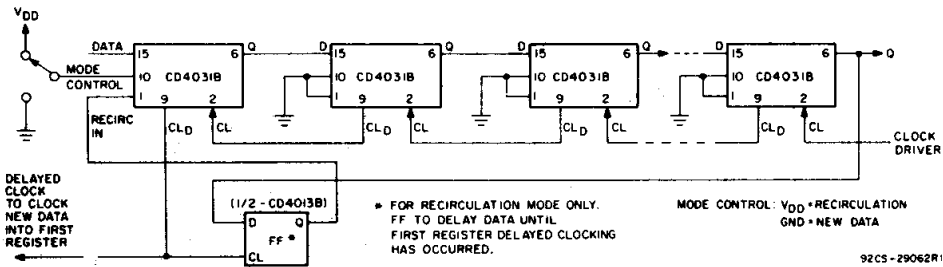 VDD
DATA
15
6
Q
D
15
6
Q
D
15
6
Q
D
15
6
Q
MODE
CONTROL
10
CD4031B
10
CD4031B
10
CD4031B
10
CD4031B
1
9
2
1
9
2
1
9
2
1
9
2
RECIRC
IN
CLD
CL
CLD
CL
CLD
CL
CLD
CL
CLOCK
DRIVER
DELAYED
CLOCK
TO CLOCK
NEW DATA
INTO FIRST
REGISTER
(1/2 - CD4013B)
D
Q
FF *
CL
* FOR RECIRCULATION MODE ONLY.
FF TO DELAY DATA UNTIL
FIRST REGISTER DELAYED CLOCKING
HAS OCCURRED.
MODE CONTROL: VDD = RECIRCULATION
GND = NEW DATA
92CS-29062R1